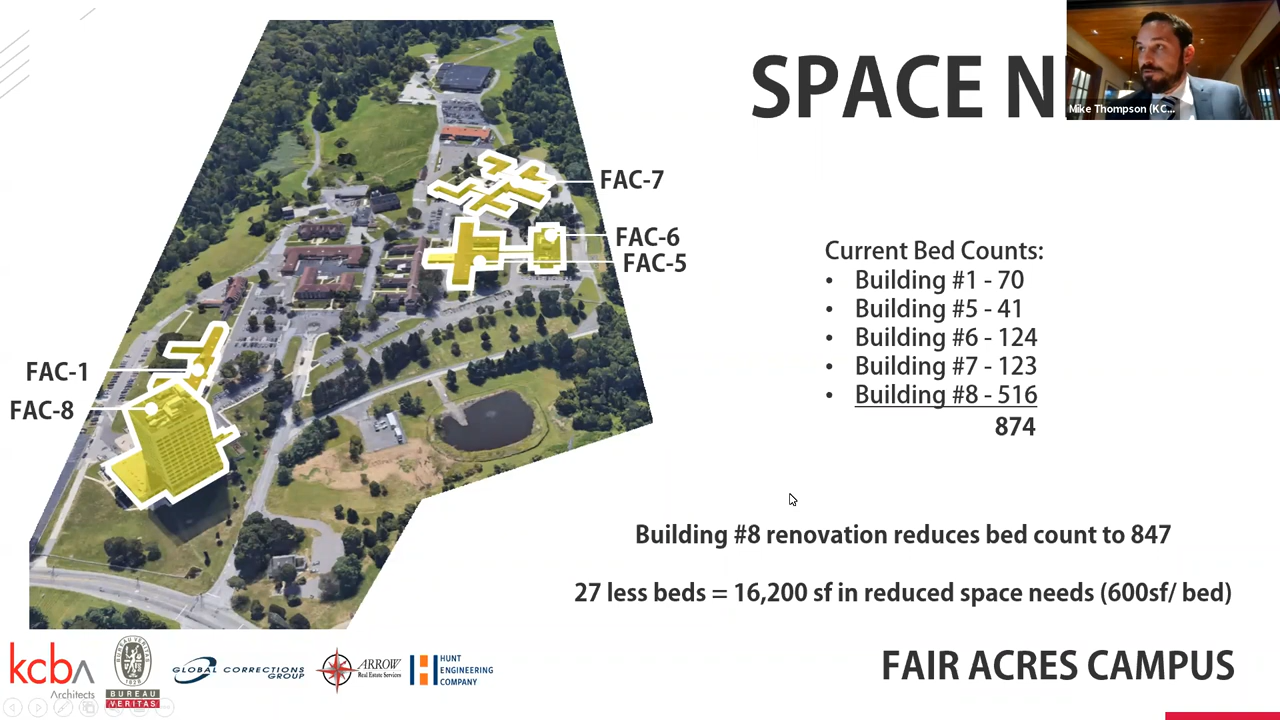 SPACE N
Mike Thompson (KC...
FAC-7
FAC-6
FAC-5
FAC-1
FAC-8
Current Bed Counts:
• Building #1 - 70
• Building #5 - 41
• Building #6 - 124
• Building #7 - 123
• Building #8 - 516
874
Building #8 renovation reduces bed count to 847
27 less beds = 16,200 sf in reduced space needs (600sf/ bed)
kcba
Architects
BUREAU VERITAS
1828
BUREAU
VERITAS
GLOBAL CORRECTIONS
GROUP
ARROW
Real Estate Services
HUNT
ENGINEERING
COMPANY
FAIR ACRES CAMPUS